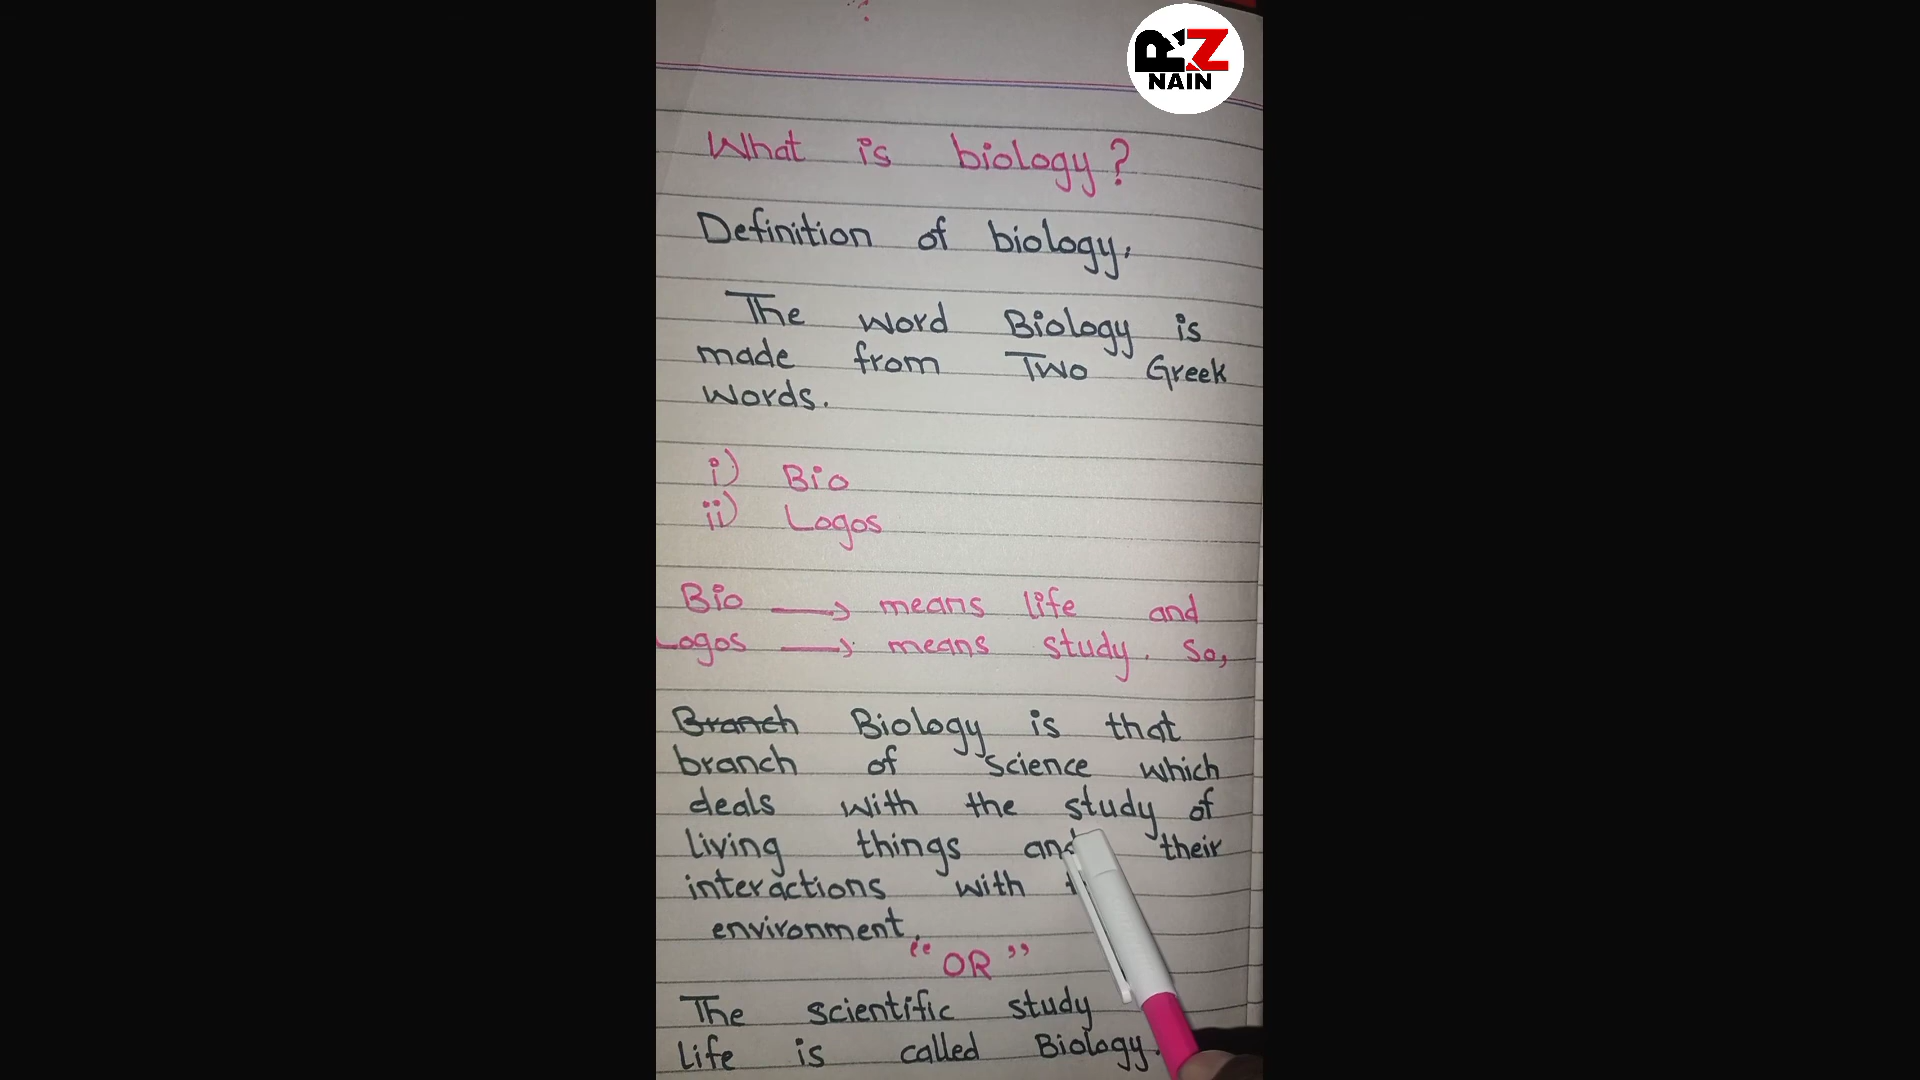 RZ
NAIN
What is biology?
Definition of biology.
The word Biology is
made from Two Greek
words.
i) Bio
ii) Logos
Bio → means life and
Logos → means study. So,
Branch Biology is that
branch of science which
deals with the study of
living things and their
interactions with
environment.
"OR"
The scientific study
Life is called Biology.